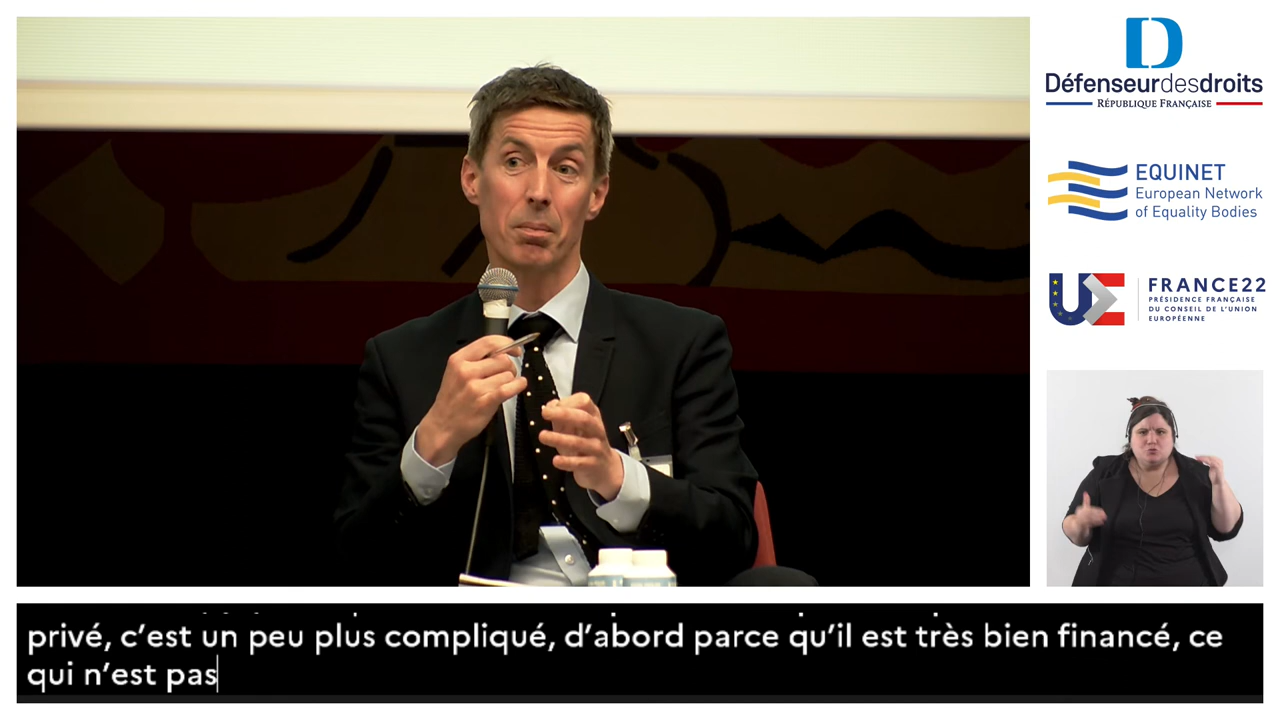 Défenseurdesdroits
RÉPUBLIQUE FRANÇAISE
EQUINET
European Network
of Equality Bodies
UE
FRANCE22
PRÉSIDENCE FRANÇAISE
DU CONSEIL DE L'UNION
EUROPÉENNE
privé, c'est un peu plus compliqué, d'abord parce qu'il est très bien financé, ce
qui n'est pas